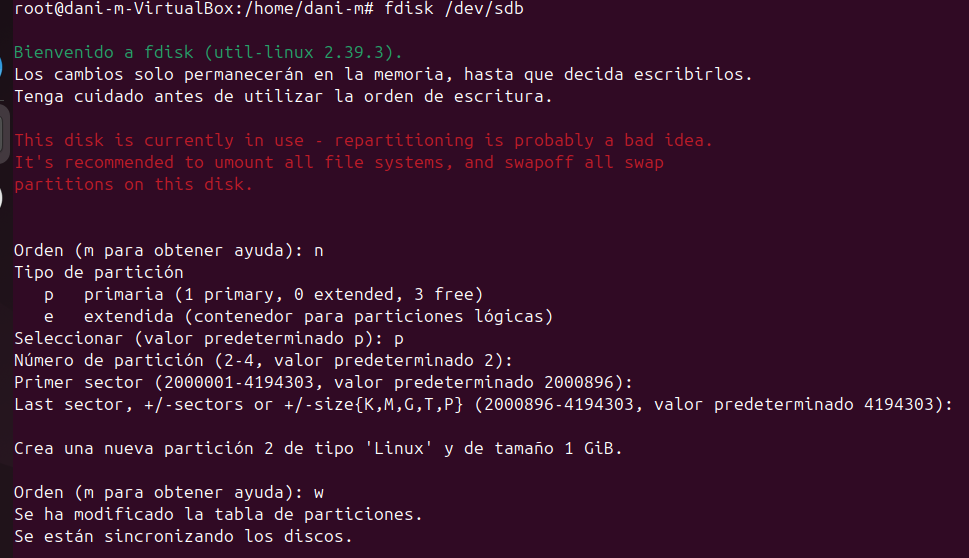 root@dani-m-VirtualBox:/home/dani-m# fdisk /dev/sdb
Bienvenido a fdisk (util-linux 2.39.3).
Los cambios solo permanecerán en la memoria, hasta que decida escribirlos.
Tenga cuidado antes de utilizar la orden de escritura.
This disk is currently in use - repartitioning is probably a bad idea.
It's recommended to umount all file systems, and swapoff all swap
partitions on this disk.
Orden (m para obtener ayuda): n
Tipo de partición
   p   primaria (1 primary, 0 extended, 3 free)
   e   extendida (contenedor para particiones lógicas)
Seleccionar (valor predeterminado p): p
Número de partición (2-4, valor predeterminado 2):
Primer sector (2000001-4194303, valor predeterminado 2000896):
Last sector, +/-sectors or +/-size{K,M,G,T,P} (2000896-4194303, valor predeterminado 4194303):
Crea una nueva partición 2 de tipo 'Linux' y de tamaño 1 GiB.
Orden (m para obtener ayuda): w
Se ha modificado la tabla de particiones.
Se están sincronizando los discos.